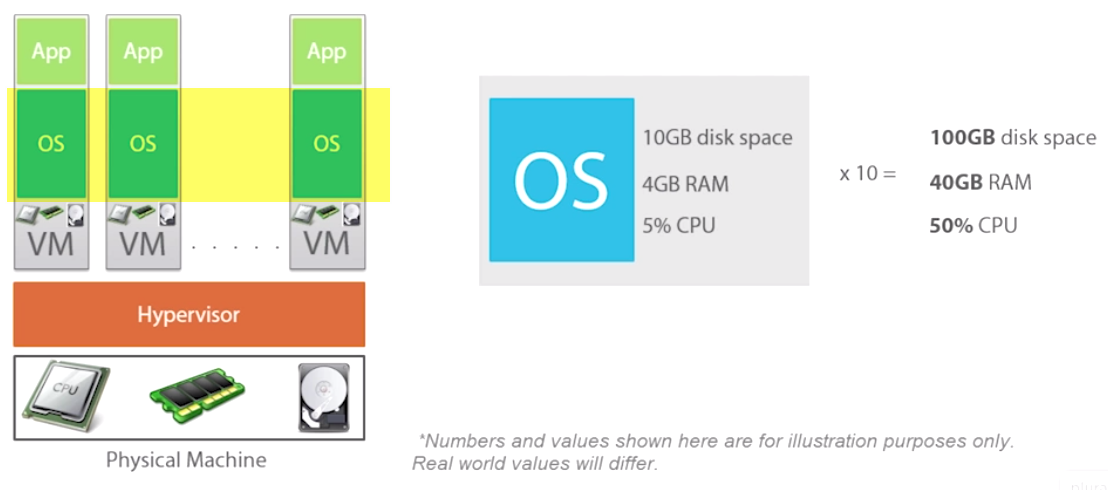 App App App
OS OS OS
VM VM . . . . . VM
Hypervisor
CPU
Physical Machine
OS
10GB disk space
4GB RAM
5% CPU
x 10 =
100GB disk space
40GB RAM
50% CPU
*Numbers and values shown here are for illustration purposes only.
Real world values will differ.